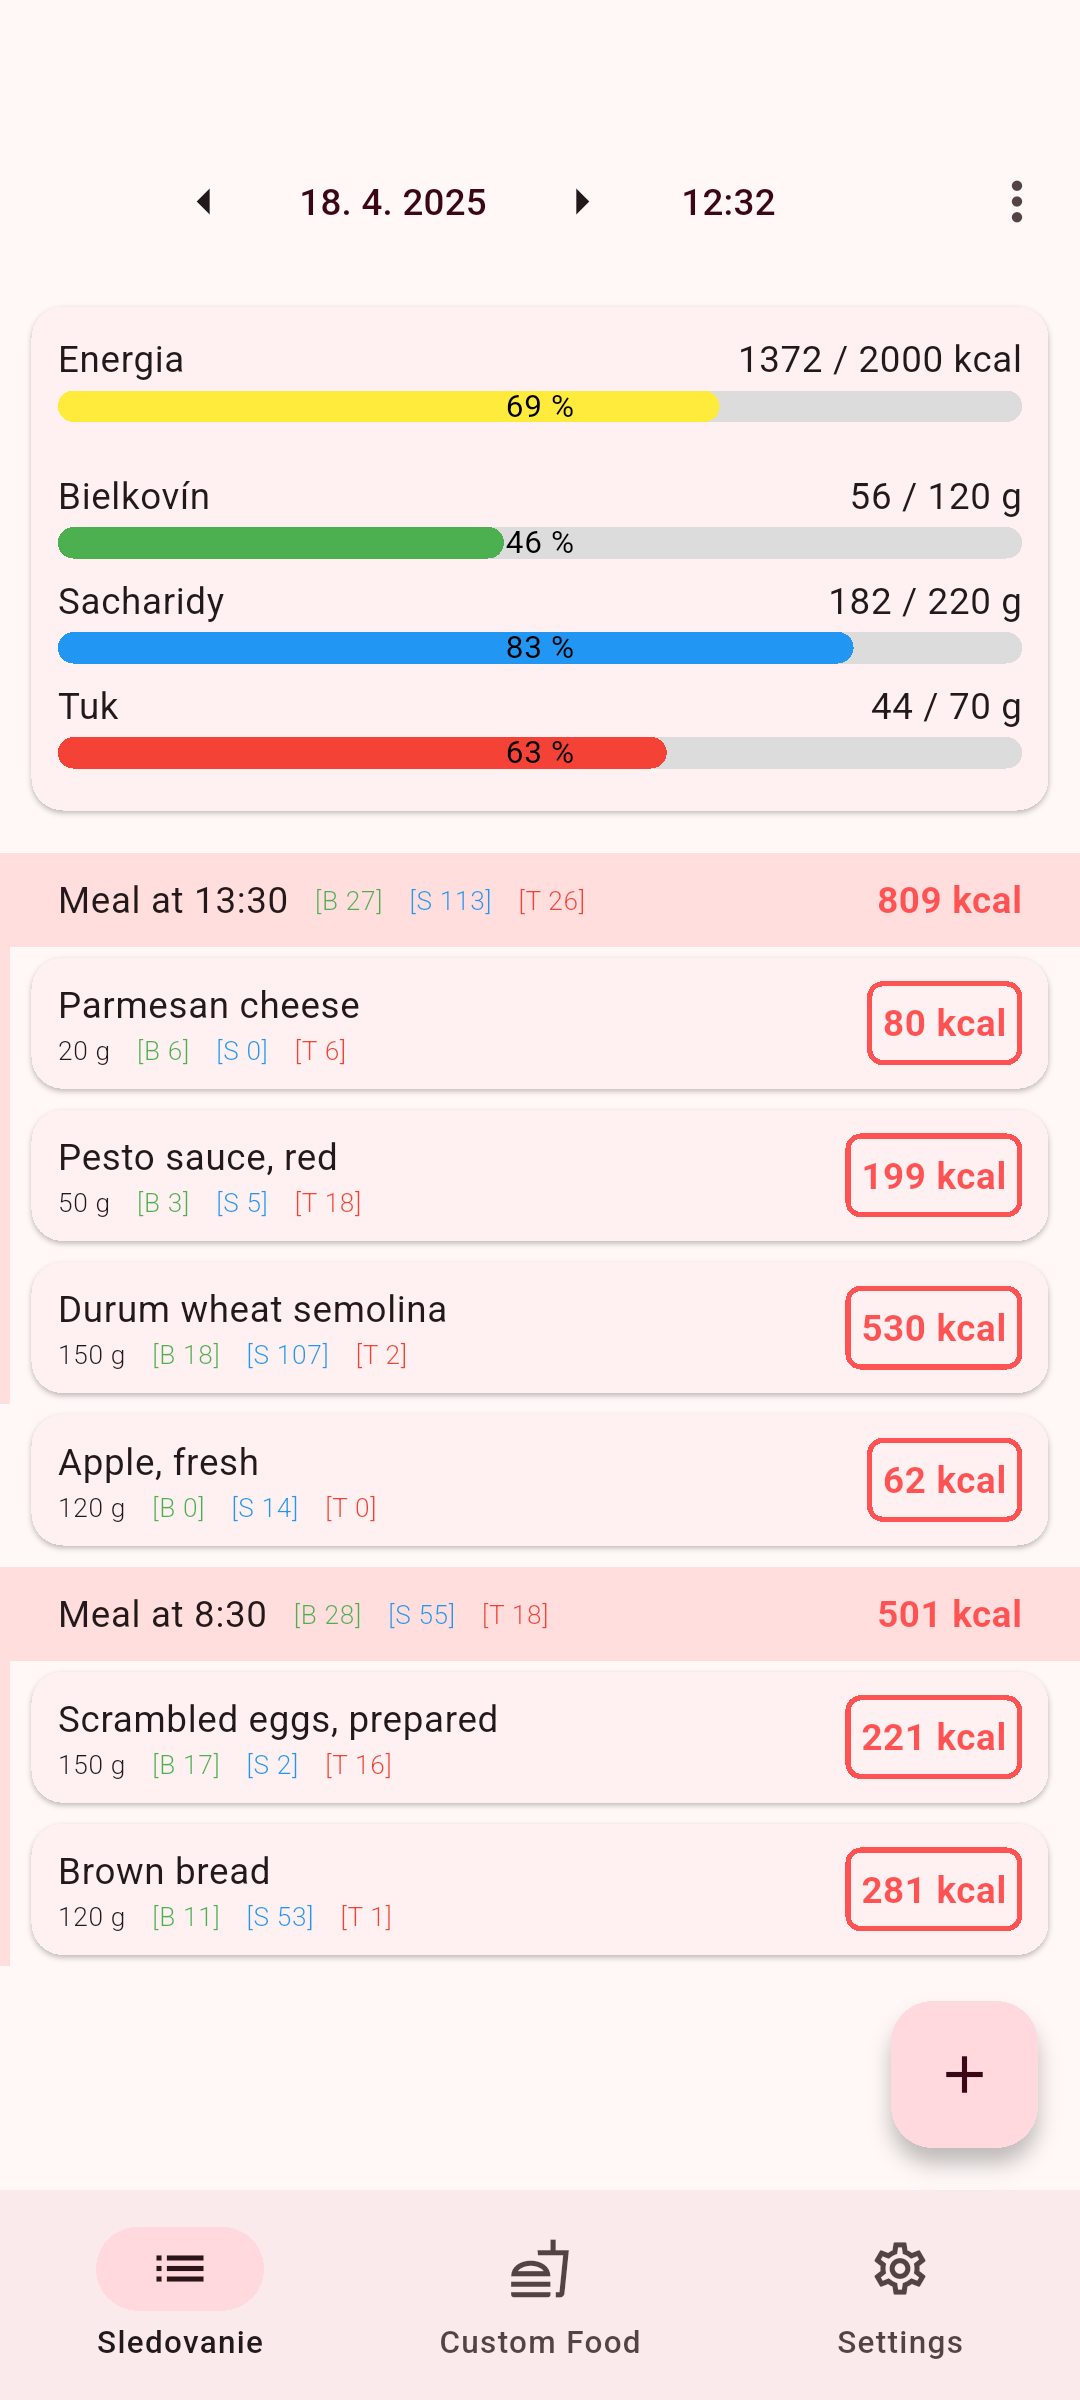 18. 4. 2025 12:32
Energia 1372 / 2000 kcal
69 %
Bielkovín 56 / 120 g
46 %
Sacharidy 182 / 220 g
83 %
Tuk 44 / 70 g
63 %
Meal at 13:30 [B 27] [S 113] [T 26] 809 kcal
Parmesan cheese
20 g [B 6] [S 0] [T 6]
80 kcal
Pesto sauce, red
50 g [B 3] [S 5] [T 18]
199 kcal
Durum wheat semolina
150 g [B 18] [S 107] [T 2]
530 kcal
Apple, fresh
120 g [B 0] [S 14] [T 0]
62 kcal
Meal at 8:30 [B 28] [S 55] [T 18] 501 kcal
Scrambled eggs, prepared
150 g [B 17] [S 2] [T 16]
221 kcal
Brown bread
120 g [B 11] [S 53] [T 1]
281 kcal
Sledovanie Custom Food Settings